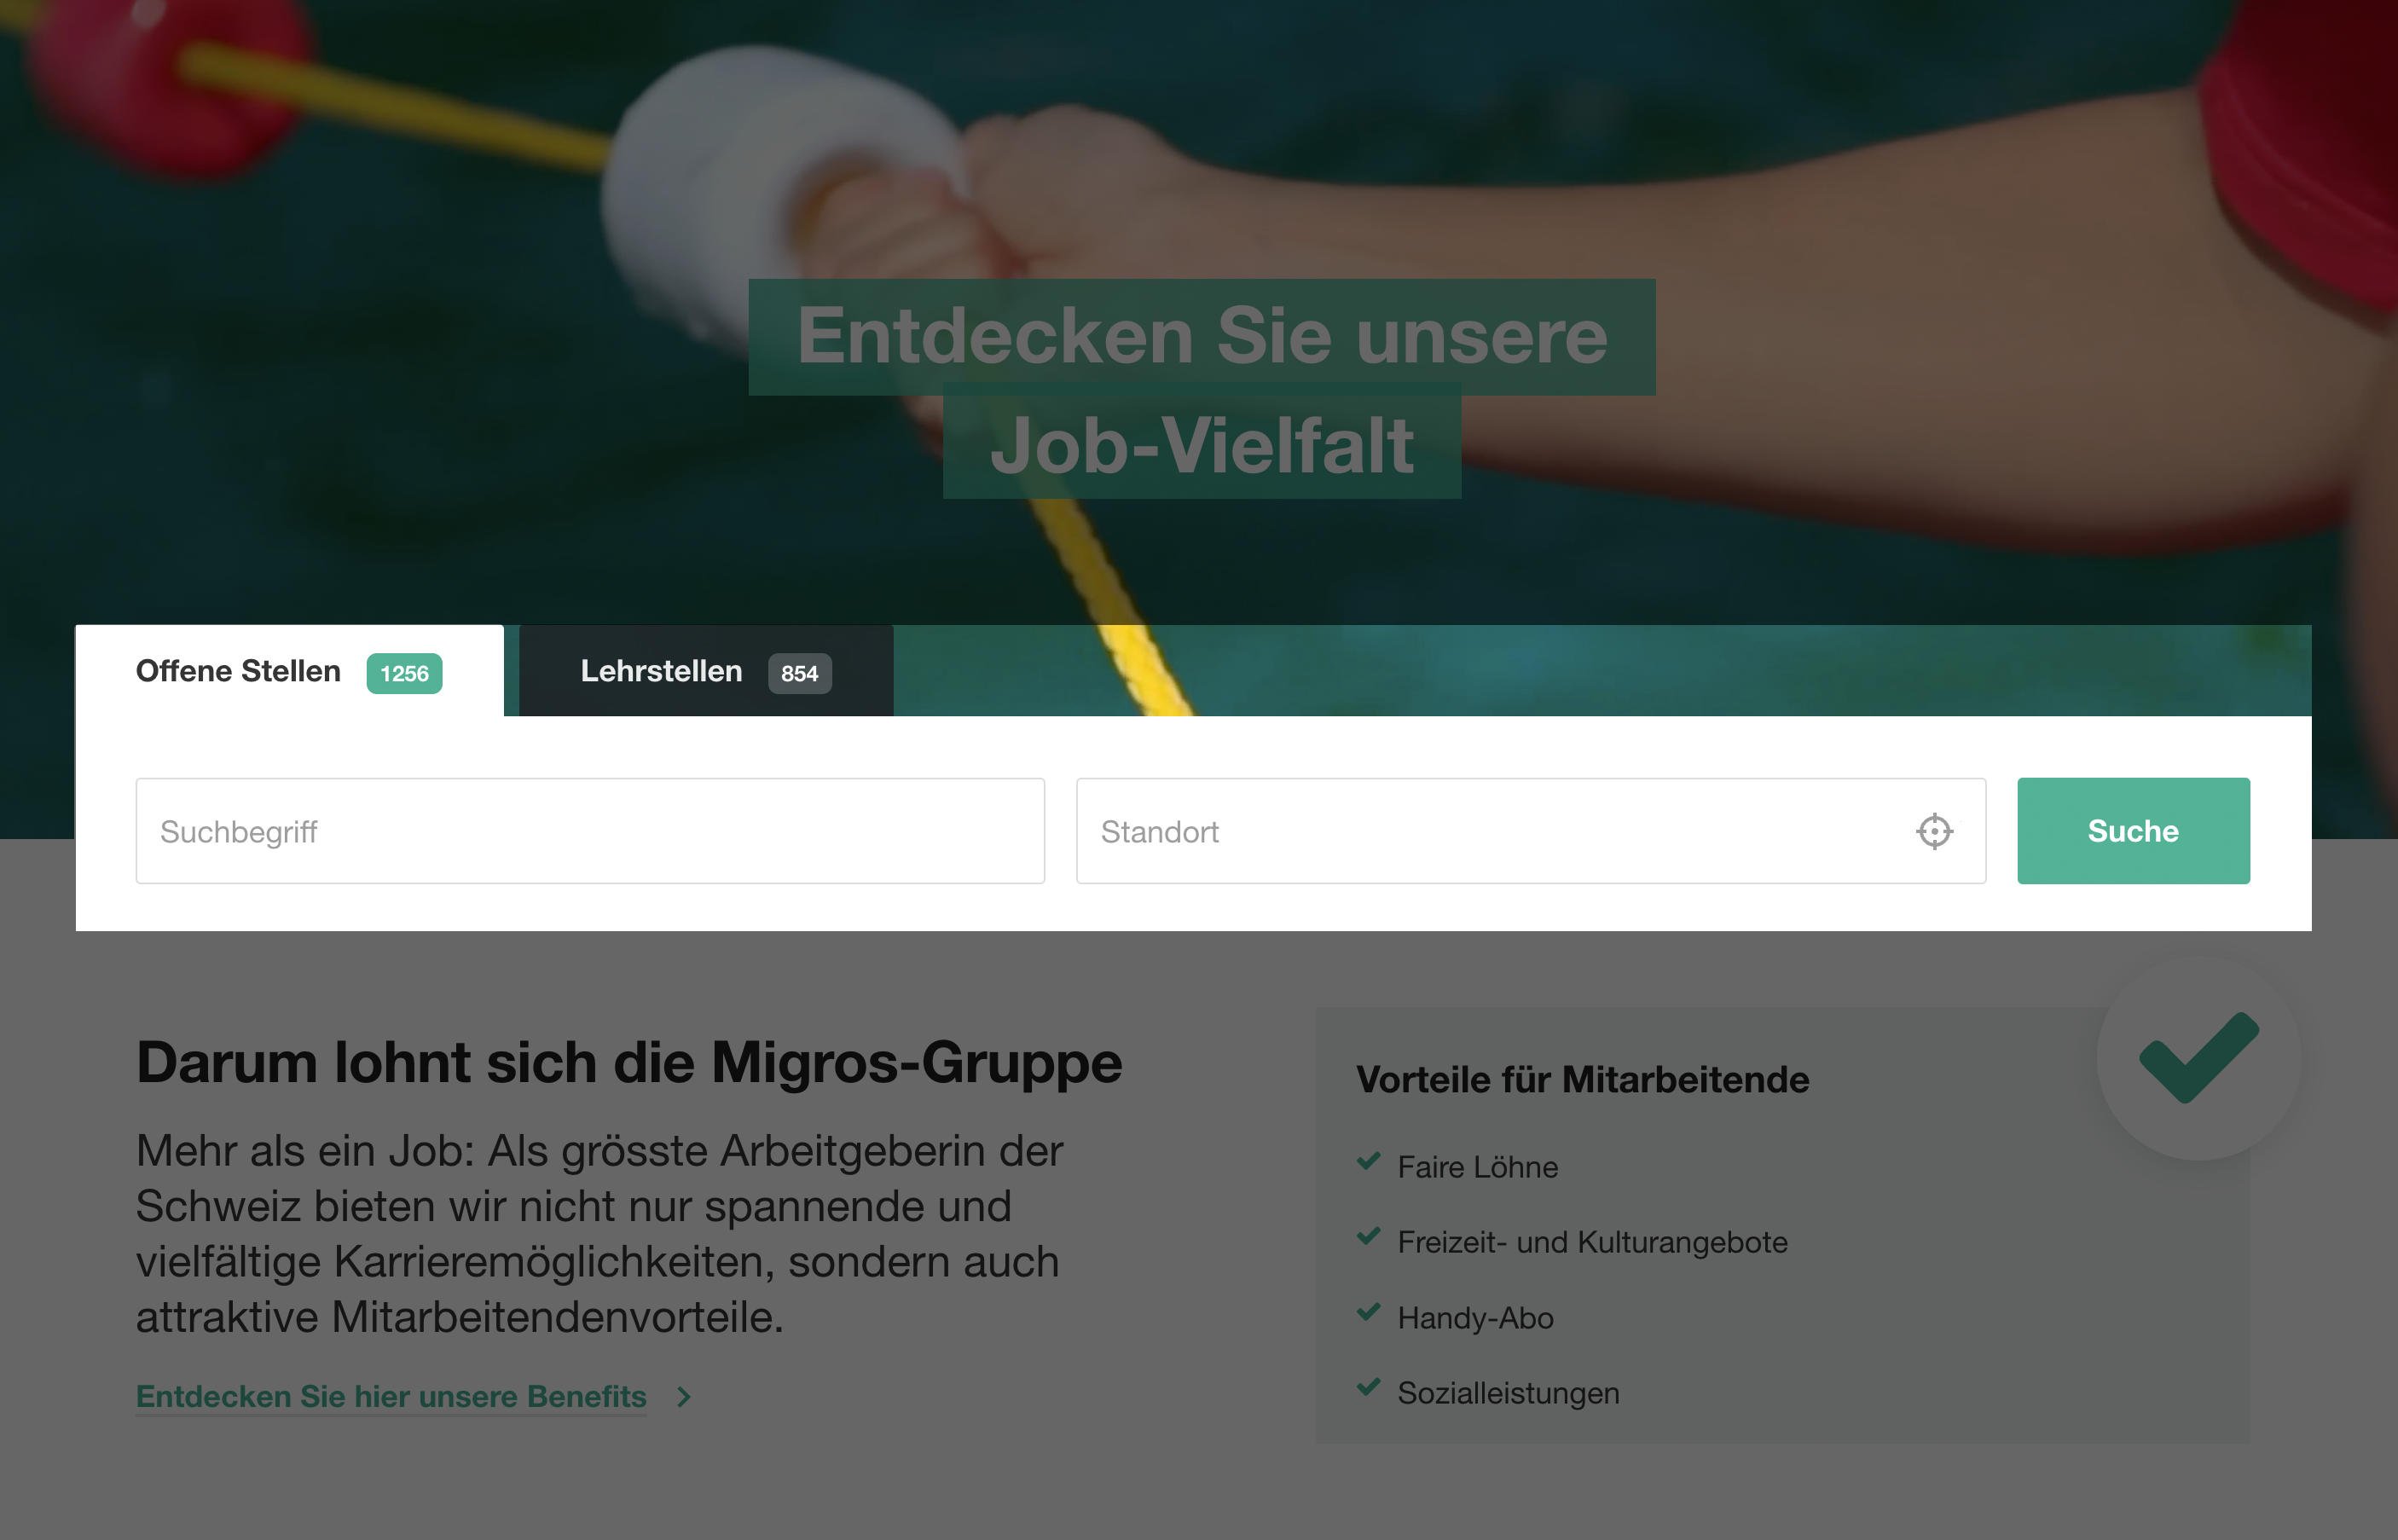 Entdecken Sie unsere
Job-Vielfalt
Offene Stellen 1256
Lehrstellen 854
Suchbegriff
Standort
Suche
Darum lohnt sich die Migros-Gruppe
Mehr als ein Job: Als grösste Arbeitgeberin der
Schweiz bieten wir nicht nur spannende und
vielfältige Karrieremöglichkeiten, sondern auch
attraktive Mitarbeitendenvorteile.
Entdecken Sie hier unsere Benefits
Vorteile für Mitarbeitende
Faire Löhne
Freizeit- und Kulturangebote
Handy-Abo
Sozialleistungen